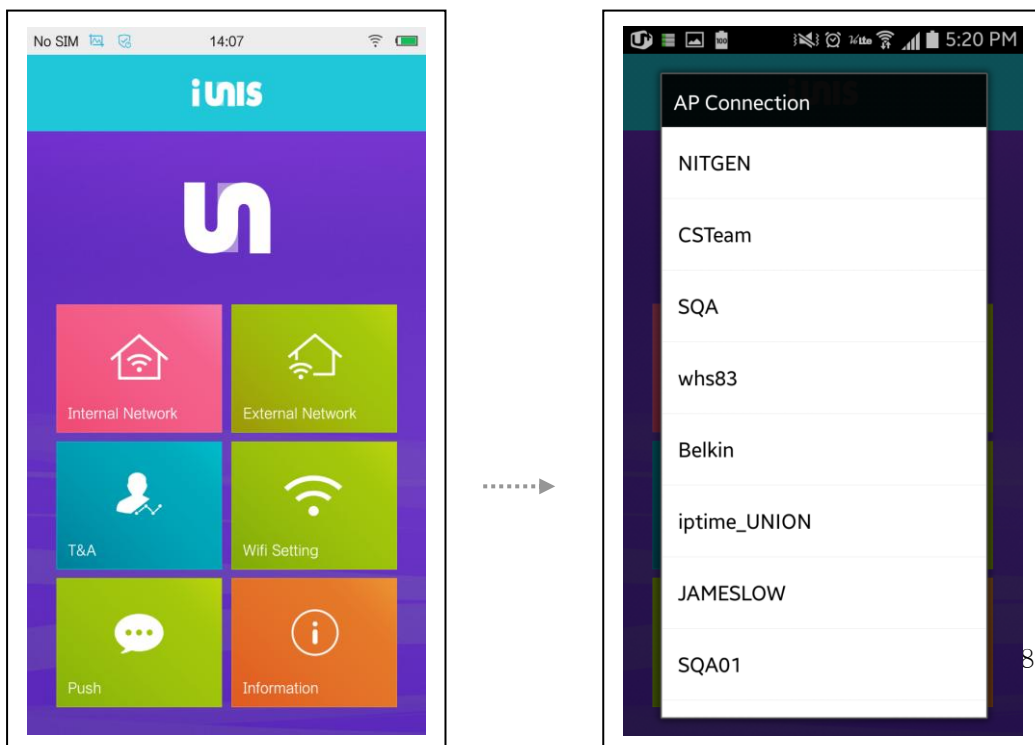 No SIM 14:07
iUNIS
un
Internal Network
External Network
T&A
Wifi Setting
Push
Information
5:20 PM
AP Connection
NITGEN
CSTeam
SQA
whs83
Belkin
iptime_UNION
JAMESLOW
SQA01
8